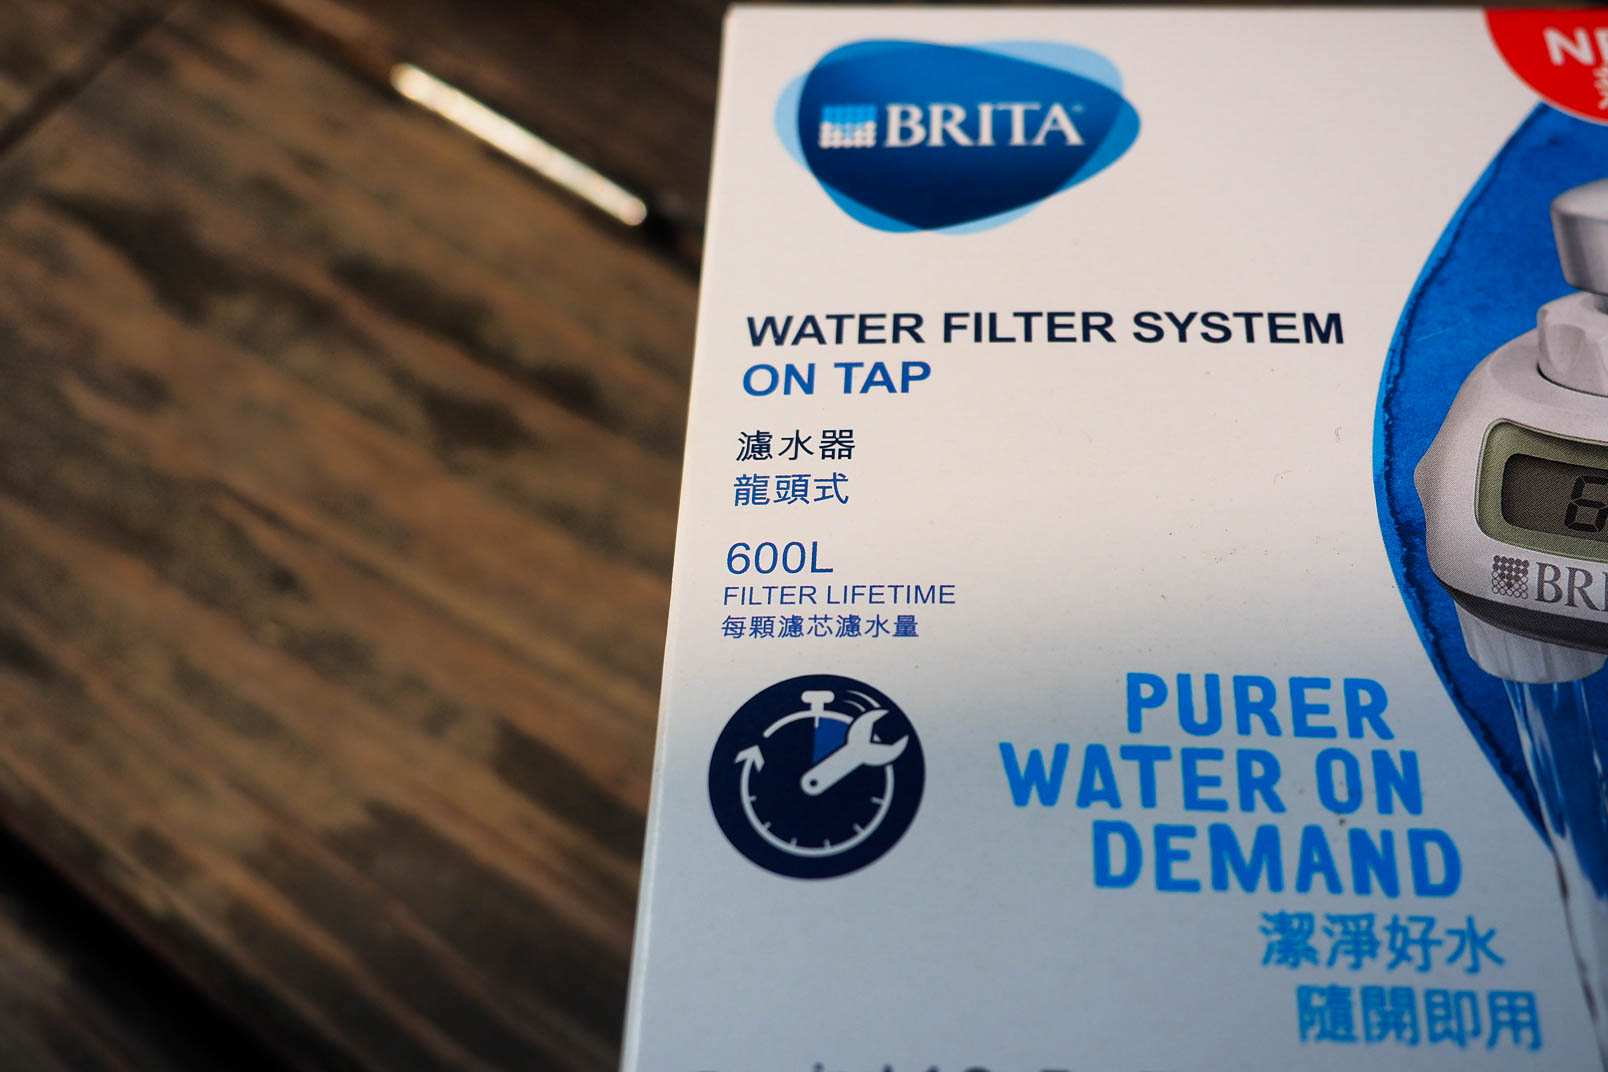 BRITA
WATER FILTER SYSTEM
ON TAP
濾水器
龍頭式
600L
FILTER LIFETIME
每顆濾芯濾水量
PURER
WATER ON
DEMAND
潔淨好水
隨開即用